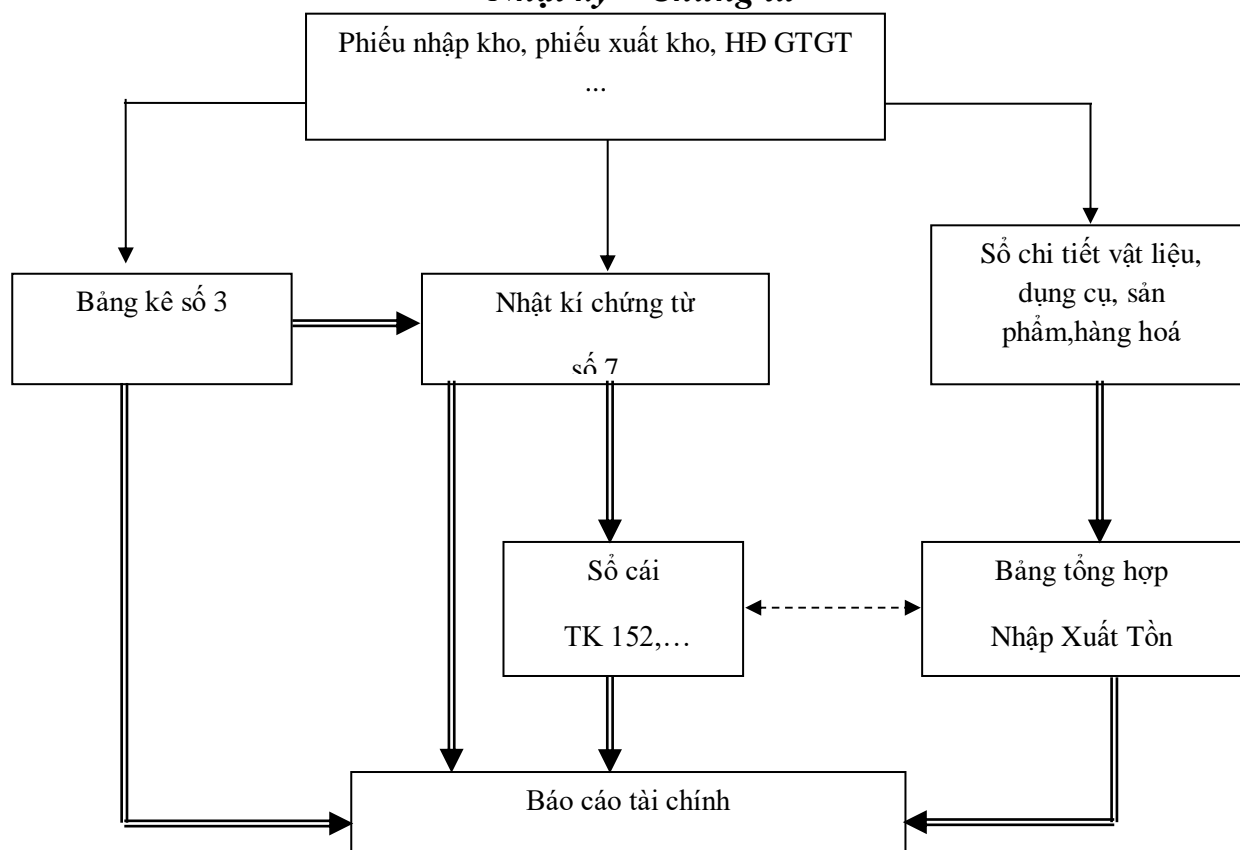 Phiếu nhập kho, phiếu xuất kho, HĐ GTGT
...
Sổ chi tiết vật liệu,
dụng cụ, sản
phẩm,hàng hoá
Bảng kê số 3
Nhật kí chứng từ
số 7
Sổ cái
TK 152,…
Bảng tổng hợp
Nhập Xuất Tồn
Báo cáo tài chính